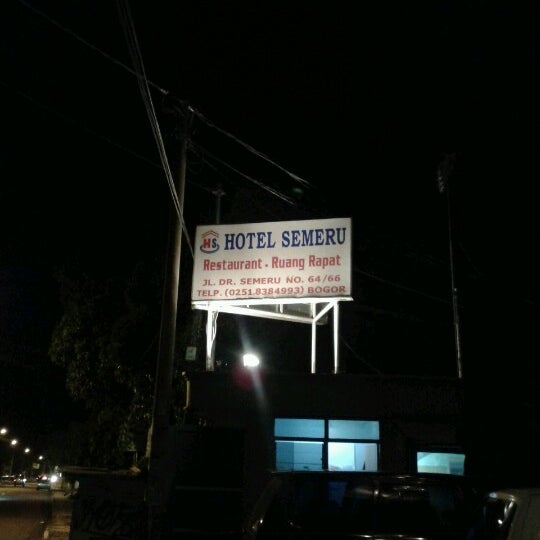 HS HOTEL SEMERU
Restaurant - Ruang Rapat
JL. DR. SEMERU NO. 64/66
TELP. (0251.8384993) BOGOR